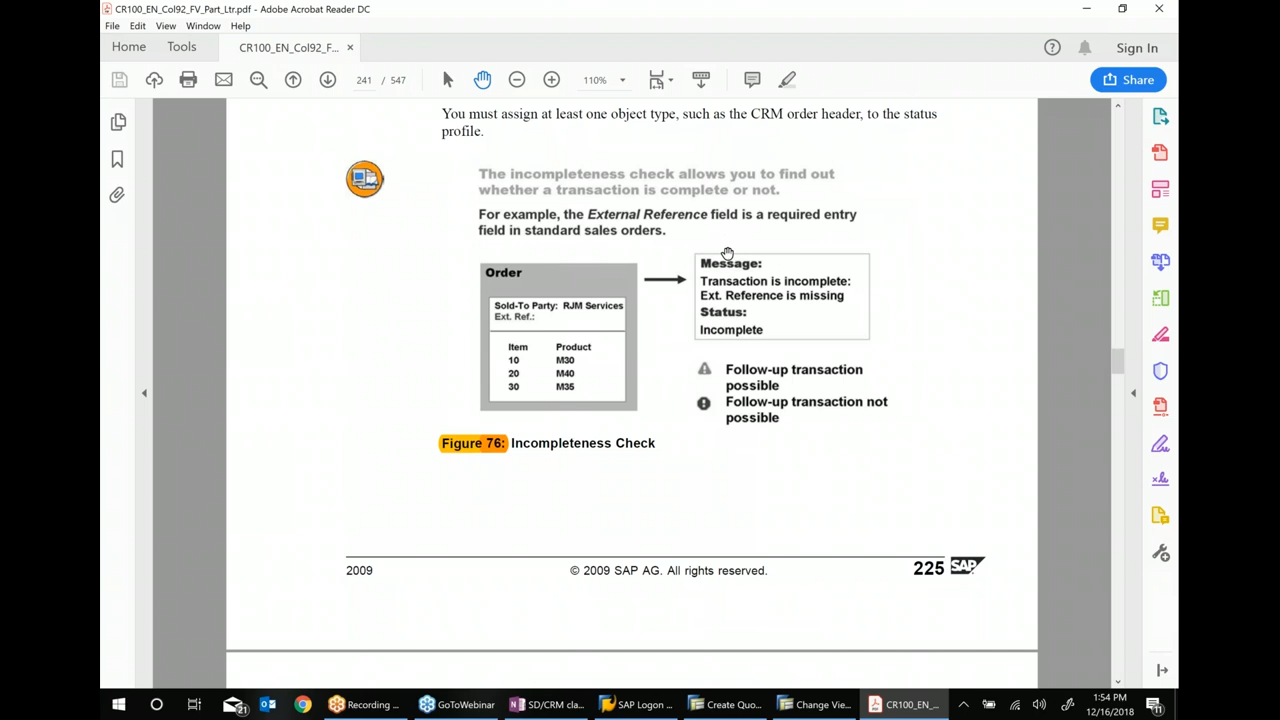 CR100_EN_Col92_FV_Part_Ltr.pdf - Adobe Acrobat Reader DC
File Edit View Window Help
Home Tools CR100_EN_Col92_F... × Sign In
241 / 547 110% Share
You must assign at least one object type, such as the CRM order header, to the status
profile.
The incompleteness check allows you to find out
whether a transaction is complete or not.
For example, the External Reference field is a required entry
field in standard sales orders.
Order
Sold-To Party: RJM Services
Ext. Ref.:
Item Product
10 M30
20 M40
30 M35
Message:
Transaction is incomplete:
Ext. Reference is missing
Status:
Incomplete
Follow-up transaction
possible
Follow-up transaction not
possible
Figure 76: Incompleteness Check
2009 © 2009 SAP AG. All rights reserved. 225 SAP
21 Recording ... GoToWebinar SD/CRM cla... SAP Logon ... Create Quo... Change Vie... CR100_EN_... 1:54 PM
12/16/2018 11